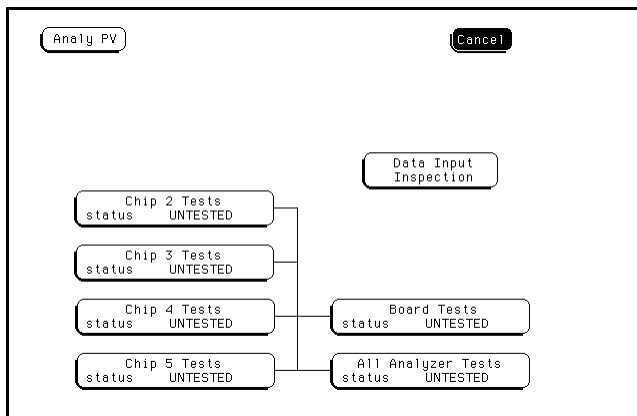 Analy PV
Cancel
Data Input
Inspection
Chip 2 Tests
status UNTESTED
Chip 3 Tests
status UNTESTED
Chip 4 Tests
status UNTESTED
Board Tests
status UNTESTED
Chip 5 Tests
status UNTESTED
All Analyzer Tests
status UNTESTED